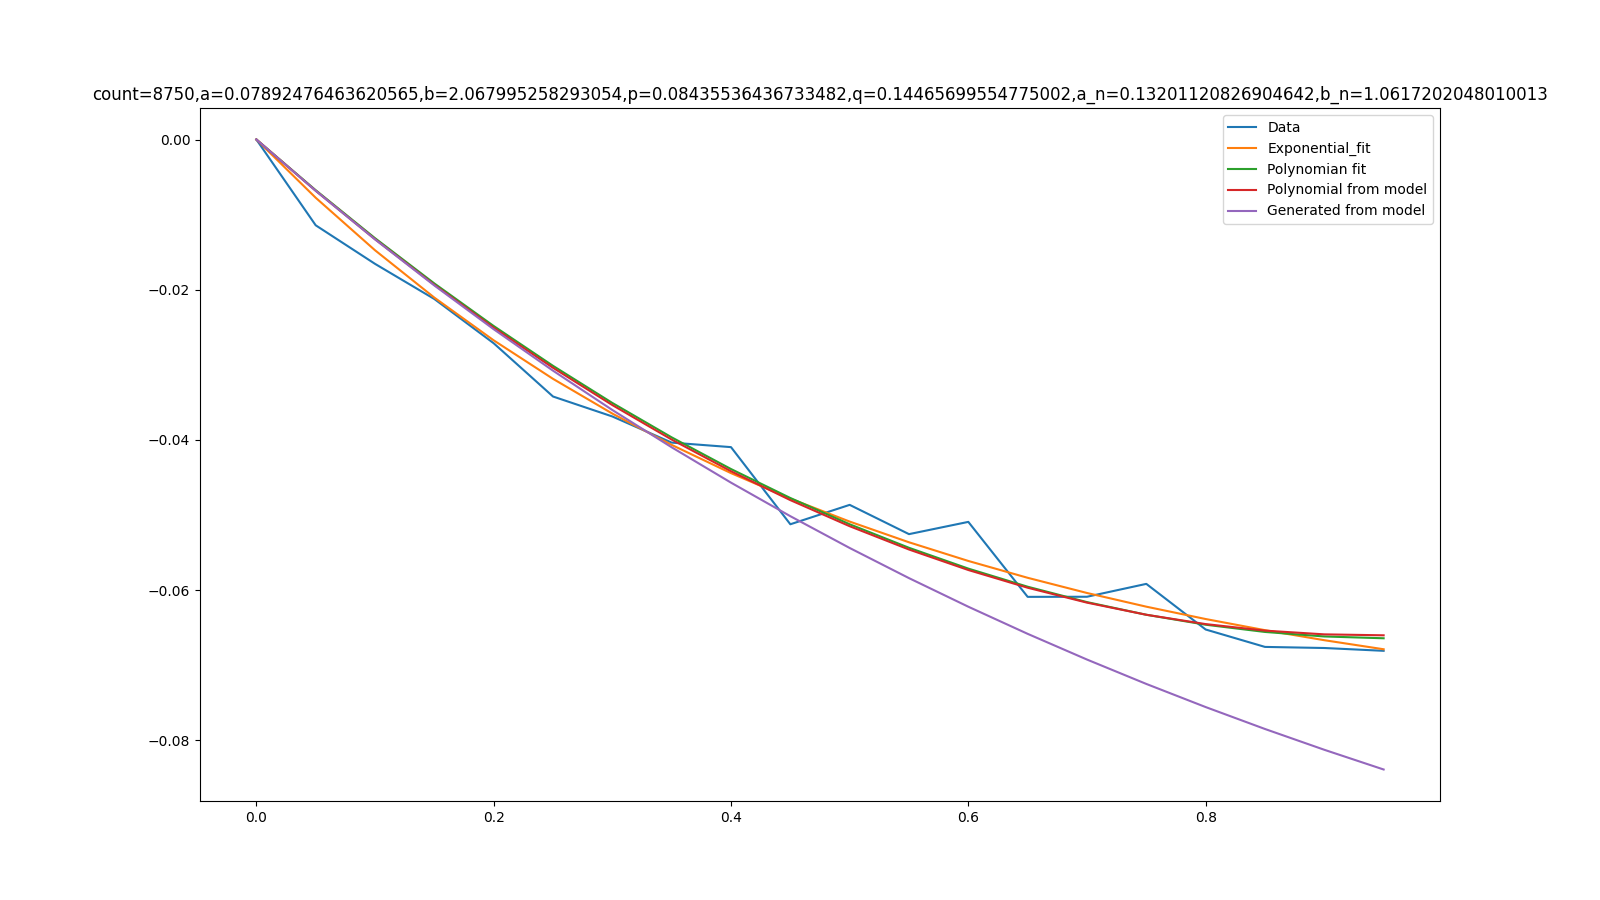 count=8750,a=0.07892476463620565,b=2.067995258293054,p=0.08435536436733482,q=0.14465699554775002,a_n=0.13201120826904642,b_n=1.0617202048010013
Data
Exponential_fit
Polynomian fit
Polynomial from model
Generated from model
0.00
−0.02
−0.04
−0.06
−0.08
0.0 0.2 0.4 0.6 0.8